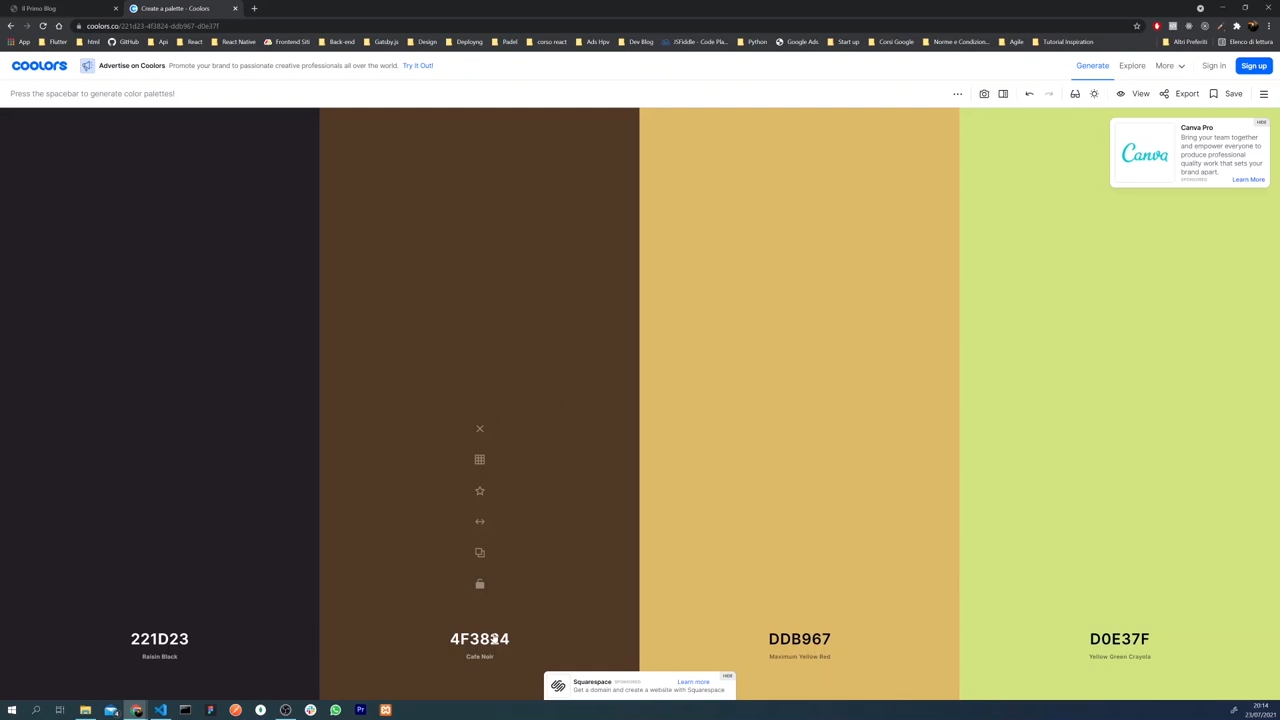 Il Primo Blog
Create a palette - Coolors
coolors.co/221d23-4f3824-ddb967-d0e37f
App Flutter html GitHub Api React React Native Frontend Siti Back-end Gatsby.js Design Deployng Padel corso react Ads Hpv Dev Blog JSFiddle - Code Pla... Python Google Ads Start up Corsi Google Norme e Condizion... Agile Tutorial Inspiration Altri Preferiti Elenco di lettura
coolors Advertise on Coolors Promote your brand to passionate creative professionals all over the world. Try It Out! Generate Explore More Sign in Sign up
Press the spacebar to generate color palettes! View Export Save
HIDE
Canva Pro
Canva
Bring your team together
and empower everyone to
produce professional
quality work that sets your
brand apart.
SPONSORED Learn More
221D23 4F3824 DDB967 D0E37F
Raisin Black Cafe Noir Maximum Yellow Red Yellow Green Crayola
HIDE
Squarespace SPONSORED Learn more
Get a domain and create a website with Squarespace
20:14
23/07/2021